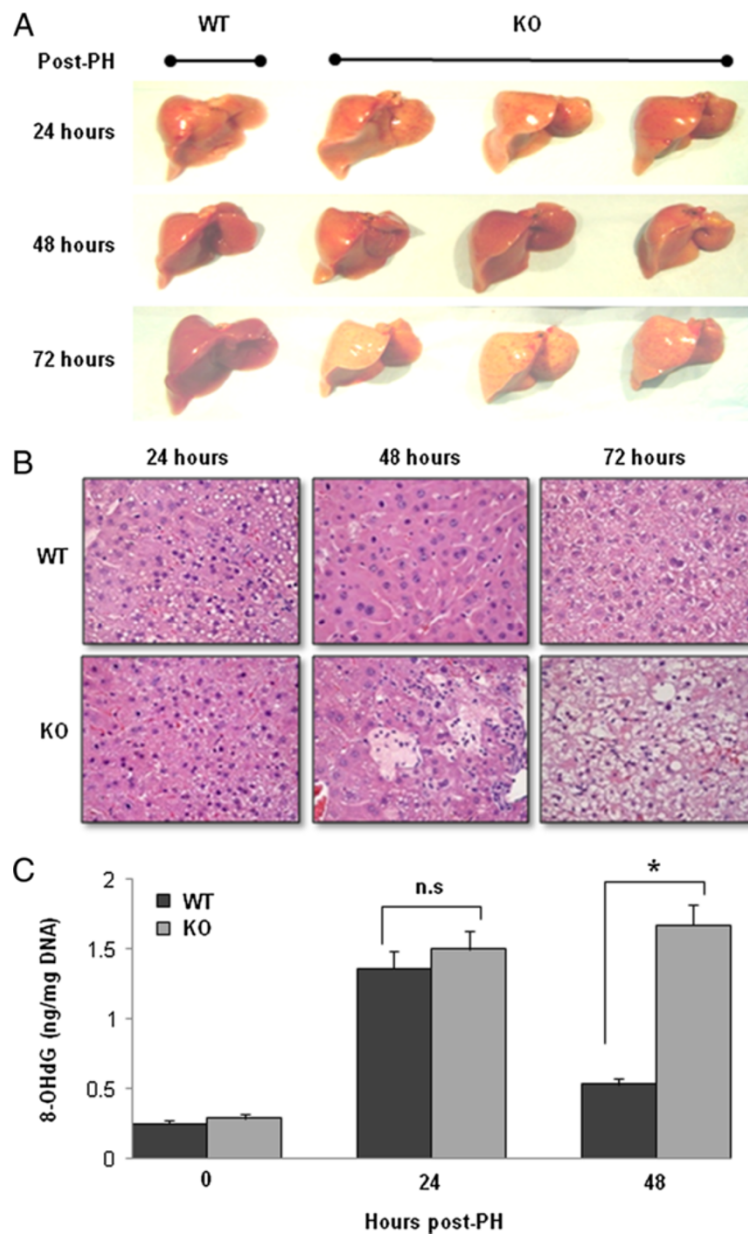 A
WT KO
Post-PH
24 hours
48 hours
72 hours
B
24 hours 48 hours 72 hours
WT
KO
C
2
1.5
1
0.5
0
8-OHdG (ng/mg DNA)
WT
KO
n.s
*
0 24 48
Hours post-PH